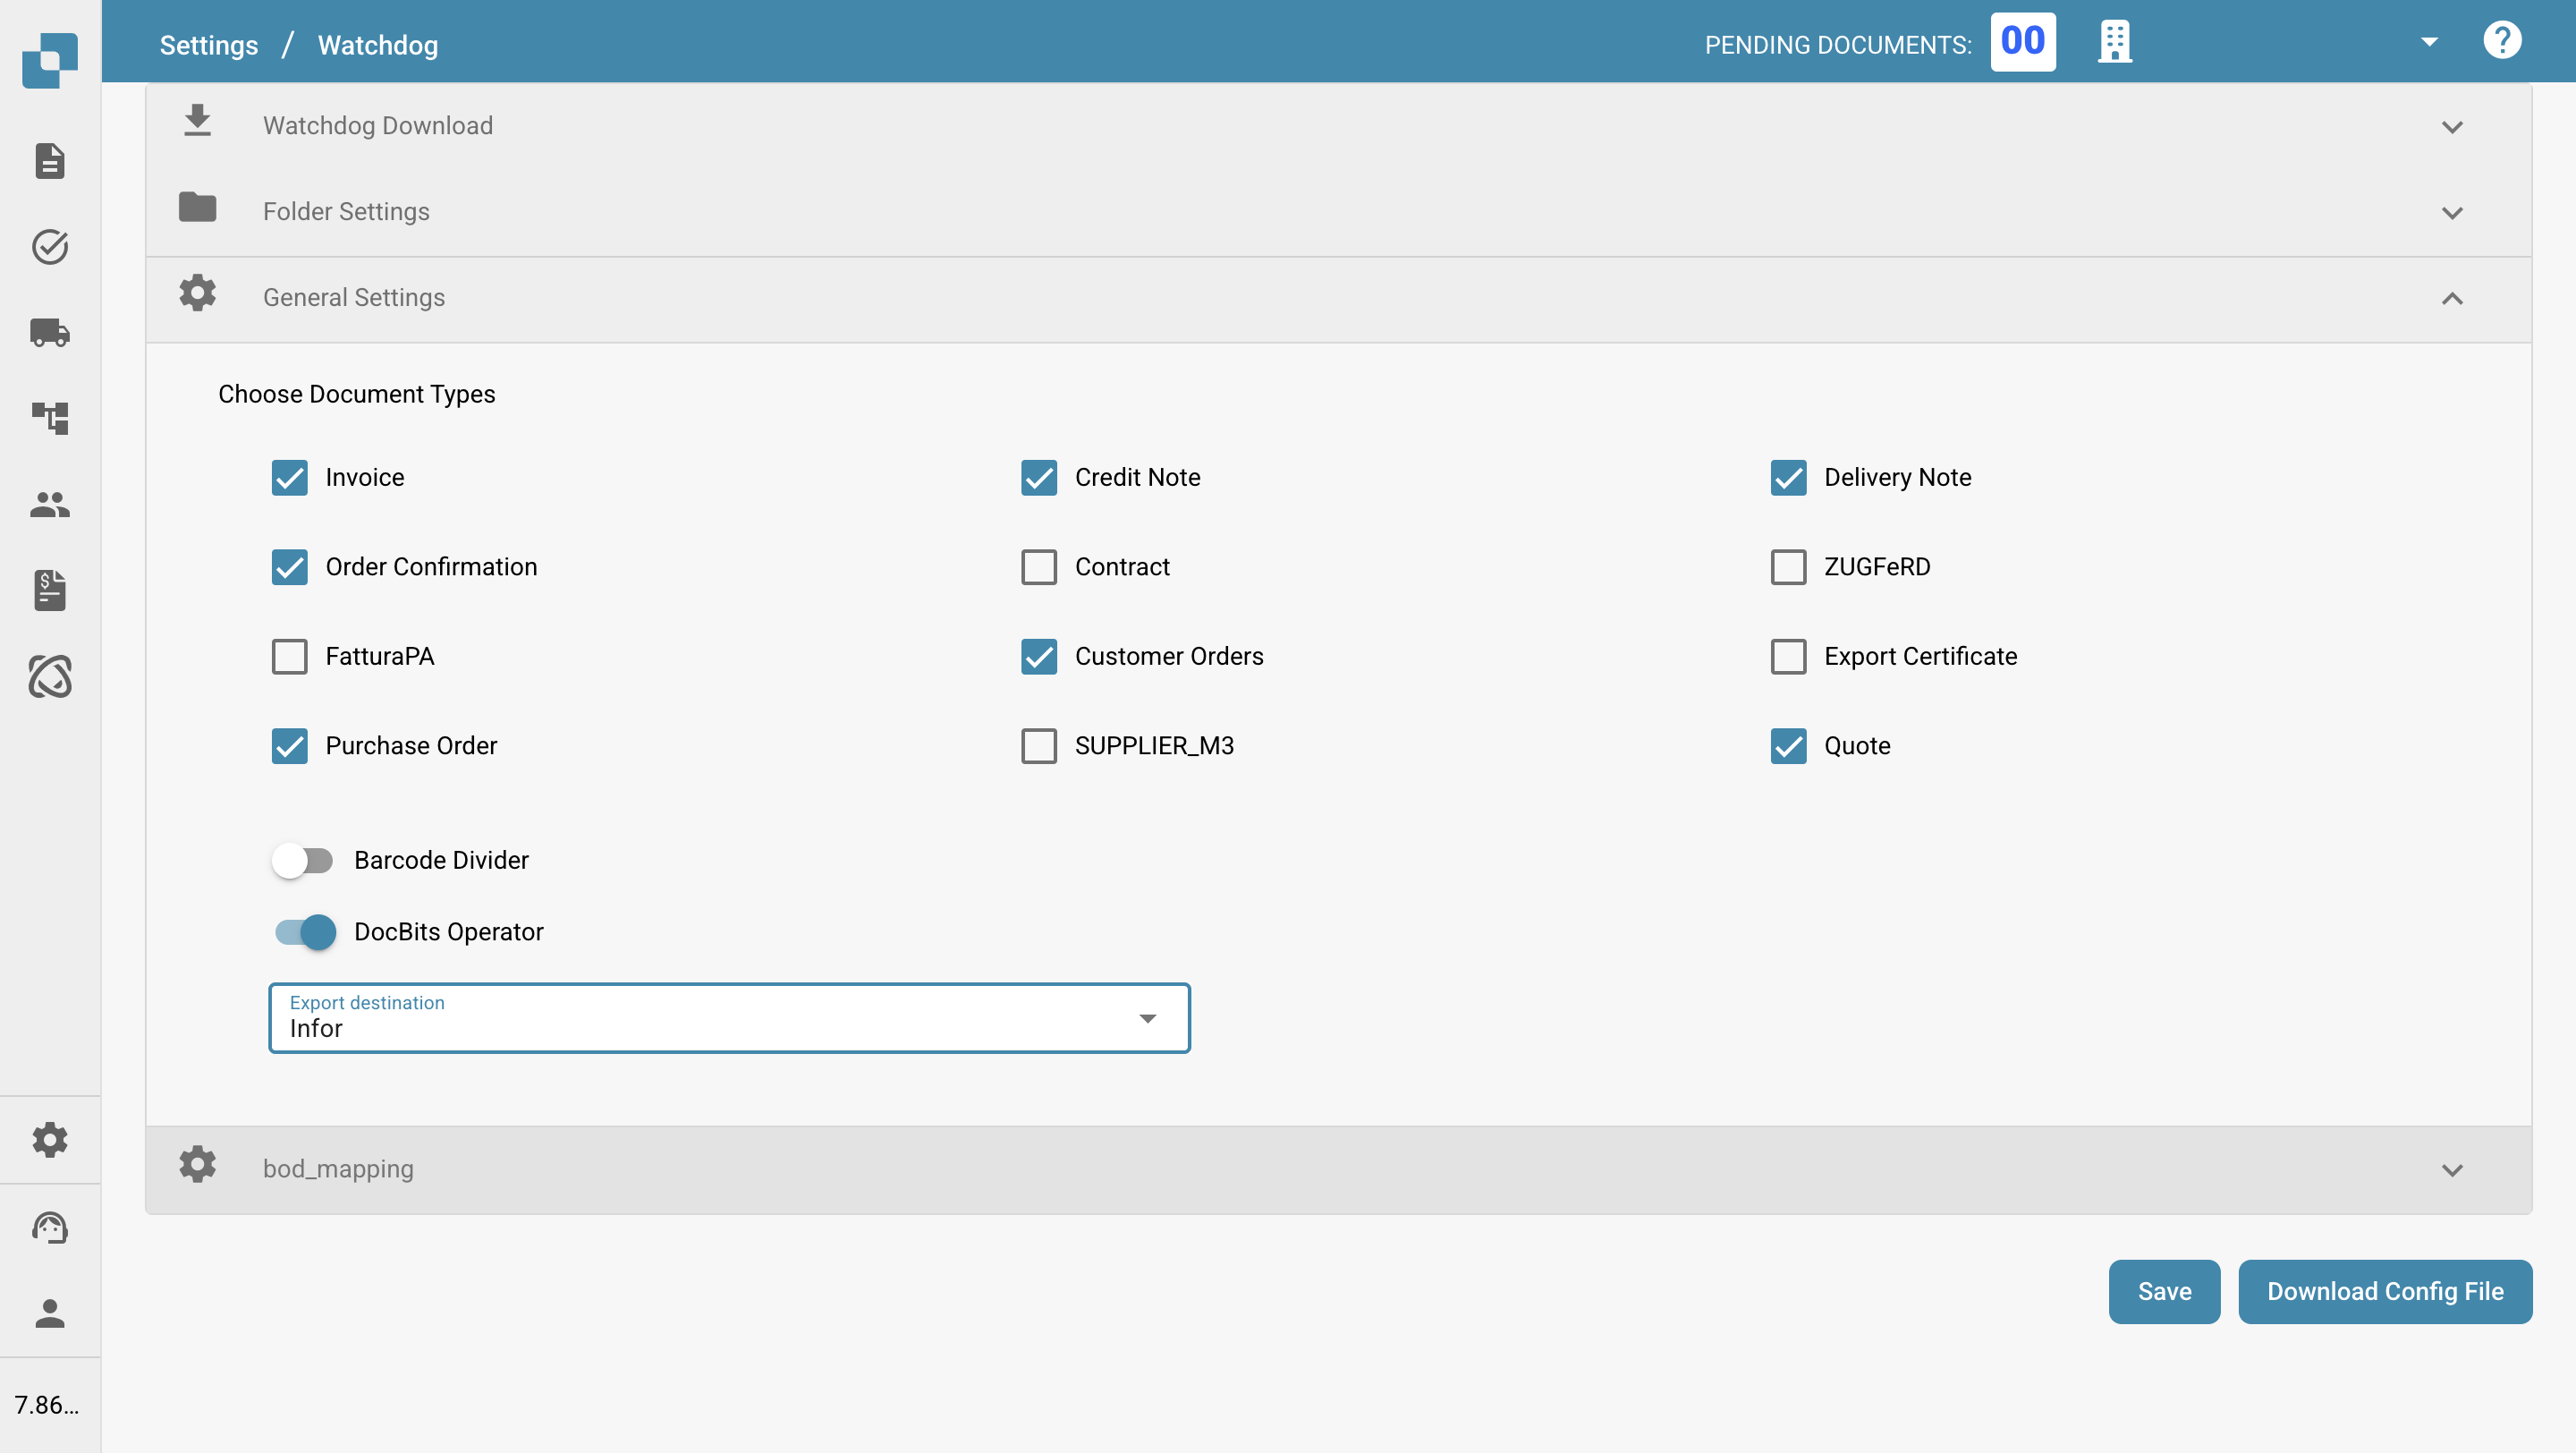 Settings / Watchdog
PENDING DOCUMENTS: 00
Watchdog Download
Folder Settings
General Settings
Choose Document Types
Invoice
Credit Note
Delivery Note
Order Confirmation
Contract
ZUGFeRD
FatturaPA
Customer Orders
Export Certificate
Purchase Order
SUPPLIER_M3
Quote
Barcode Divider
DocBits Operator
Export destination
Infor
bod_mapping
Save
Download Config File
7.86...